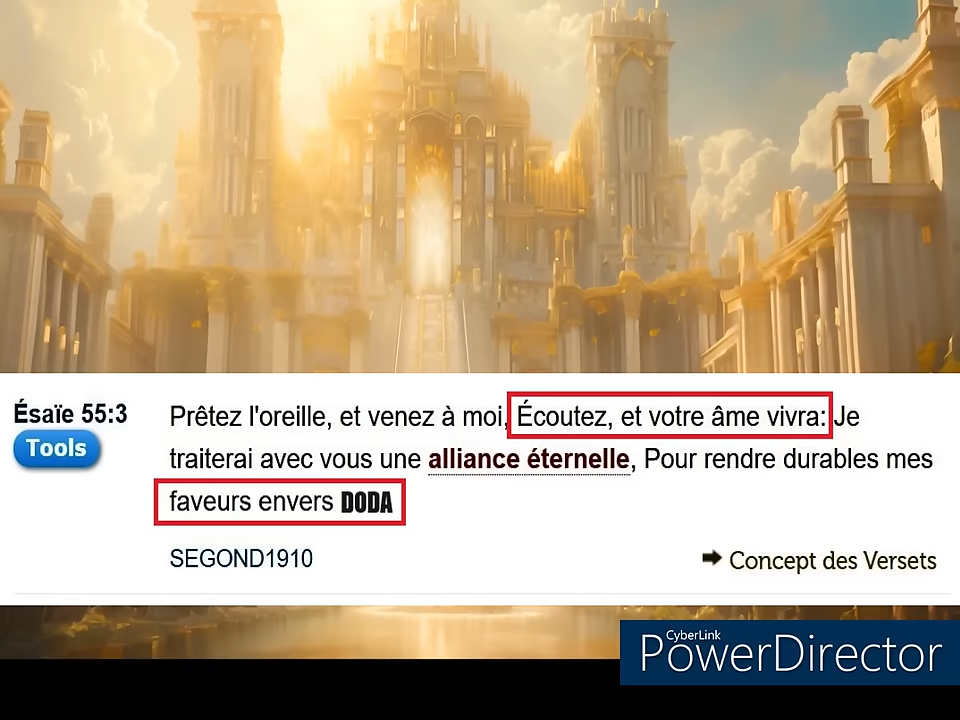 Ésaïe 55:3
Tools
Prêtez l'oreille, et venez à moi, Écoutez, et votre âme vivra: Je
traiterai avec vous une alliance éternelle, Pour rendre durables mes
faveurs envers DODA
SEGOND1910
Concept des Versets
CyberLink
PowerDirector